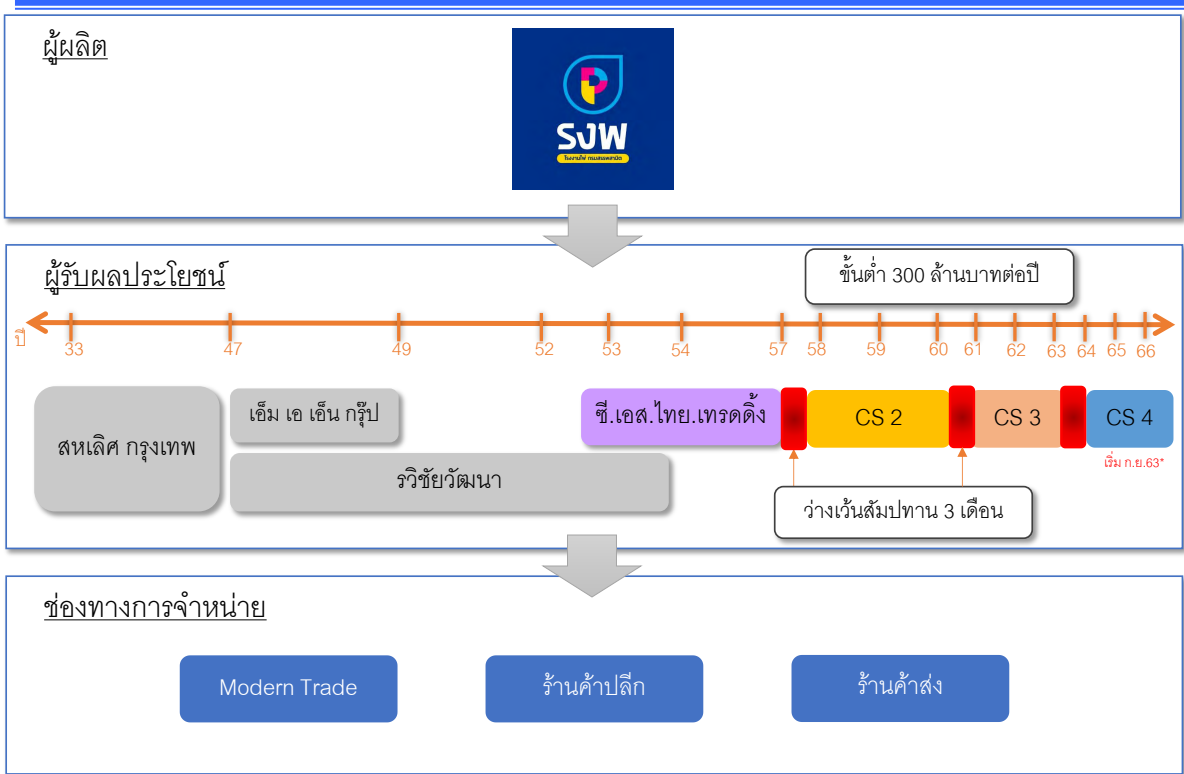 ผู้ผลิต
รงพ
โรงงานไพ่ กรมสรรพสามิต
ผู้รับผลประโยชน์
ขั้นต่ำ 300 ล้านบาทต่อปี
ปี
33 47 49 52 53 54 57 58 59 60 61 62 63 64 65 66
สหเลิศ กรุงเทพ
เอ็ม เอ เอ็น กรุ๊ป
ซี.เอส.ไทย.เทรดดิ้ง
CS 2
CS 3
CS 4
รวิชัยวัฒนา
เริ่ม ก.ย.63*
ว่างเว้นสัมปทาน 3 เดือน
ช่องทางการจำหน่าย
Modern Trade
ร้านค้าปลีก
ร้านค้าส่ง